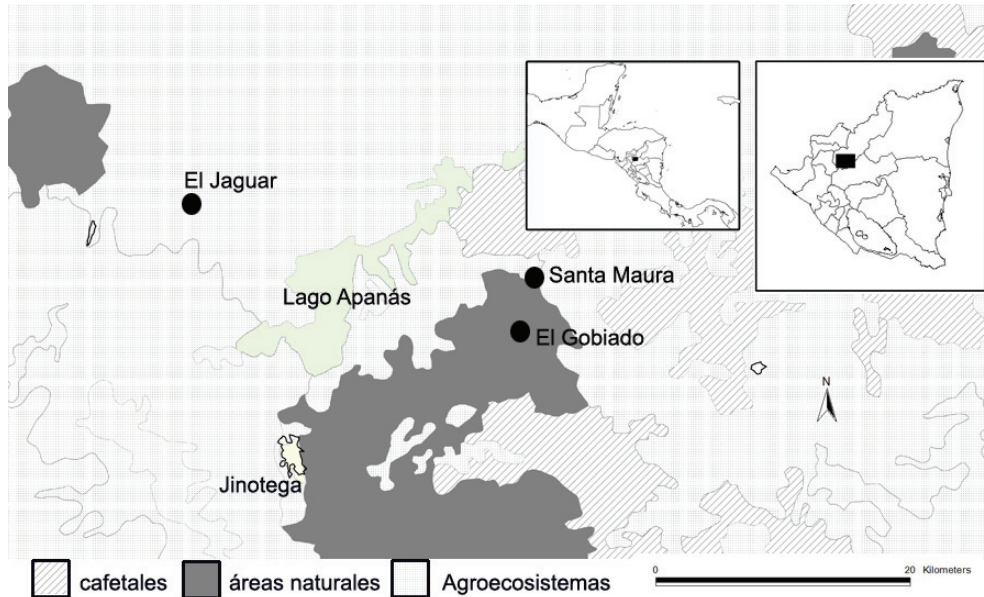 El Jaguar
Santa Maura
Lago Apanás
El Gobiado
N
Jinotega
cafetales áreas naturales Agroecosistemas
0 20 Kilometers